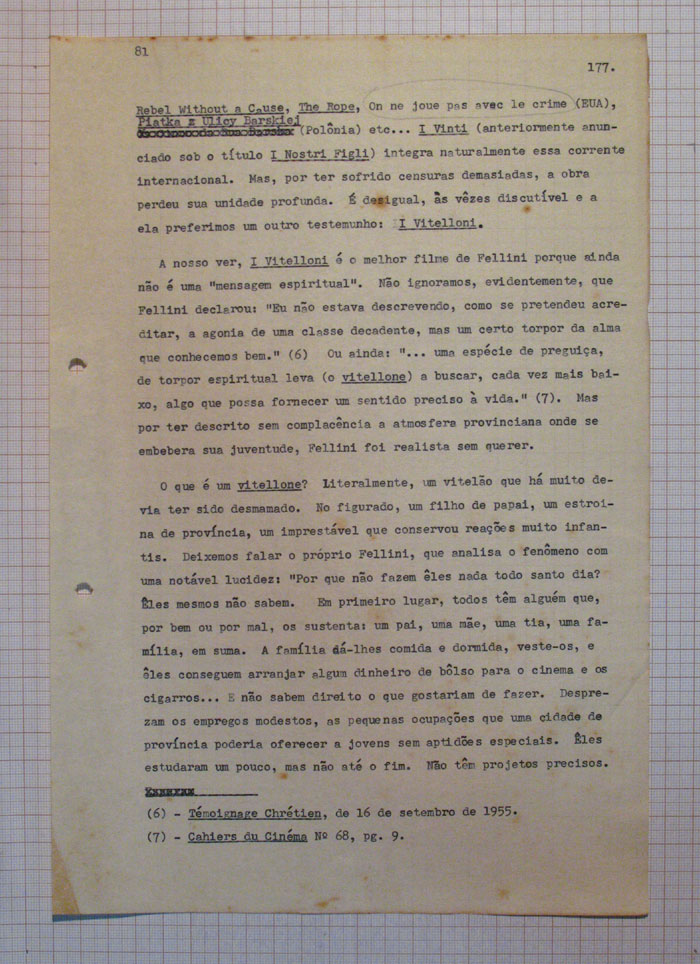 81
177.
Rebel Without a Cause, The Rope, On ne joue pas avec le crime (EUA),
Piatka z Ulicy Barskiej
(Polônia) etc... I Vinti (anteriormente anun-
ciado sob o título I Nostri Figli) integra naturalmente essa corrente
internacional. Mas, por ter sofrido censuras demasiadas, a obra
perdeu sua unidade profunda. É desigual, às vêzes discutível e a
ela preferimos um outro testemunho: I Vitelloni.
A nosso ver, I Vitelloni é o melhor filme de Fellini porque ainda
não é uma "mensagem espiritual". Não ignoramos, evidentemente, que
Fellini declarou: "Eu não estava descrevendo, como se pretendeu acre-
ditar, a agonia de uma classe decadente, mas um certo torpor da alma
que conhecemos bem." (6) Ou ainda: "... uma espécie de preguiça,
de torpor espiritual leva (o vitellone) a buscar, cada vez mais bai-
xo, algo que possa fornecer um sentido preciso à vida." (7). Mas
por ter descrito sem complacência a atmosfera provinciana onde se
embebera sua juventude, Fellini foi realista sem querer.
O que é um vitellone? Literalmente, um vitelão que há muito de-
via ter sido desmamado. No figurado, um filho de papai, um estroi-
na de província, um imprestável que conservou reações muito infan-
tis. Deixemos falar o próprio Fellini, que analisa o fenômeno com
uma notável lucidez: "Por que não fazem êles nada todo santo dia?
Êles mesmos não sabem. Em primeiro lugar, todos têm alguém que,
por bem ou por mal, os sustenta: um pai, uma mãe, uma tia, uma fa-
mília, em suma. A família dá-lhes comida e dormida, veste-os, e
êles conseguem arranjar algum dinheiro de bôlso para o cinema e os
cigarros... E não sabem direito o que gostariam de fazer. Despre-
zam os empregos modestos, as pequenas ocupações que uma cidade de
província poderia oferecer a jovens sem aptidões especiais. Êles
estudaram um pouco, mas não até o fim. Não têm projetos precisos.
(6) - Témoignage Chrétien, de 16 de setembro de 1955.
(7) - Cahiers du Cinéma Nº 68, pg. 9.